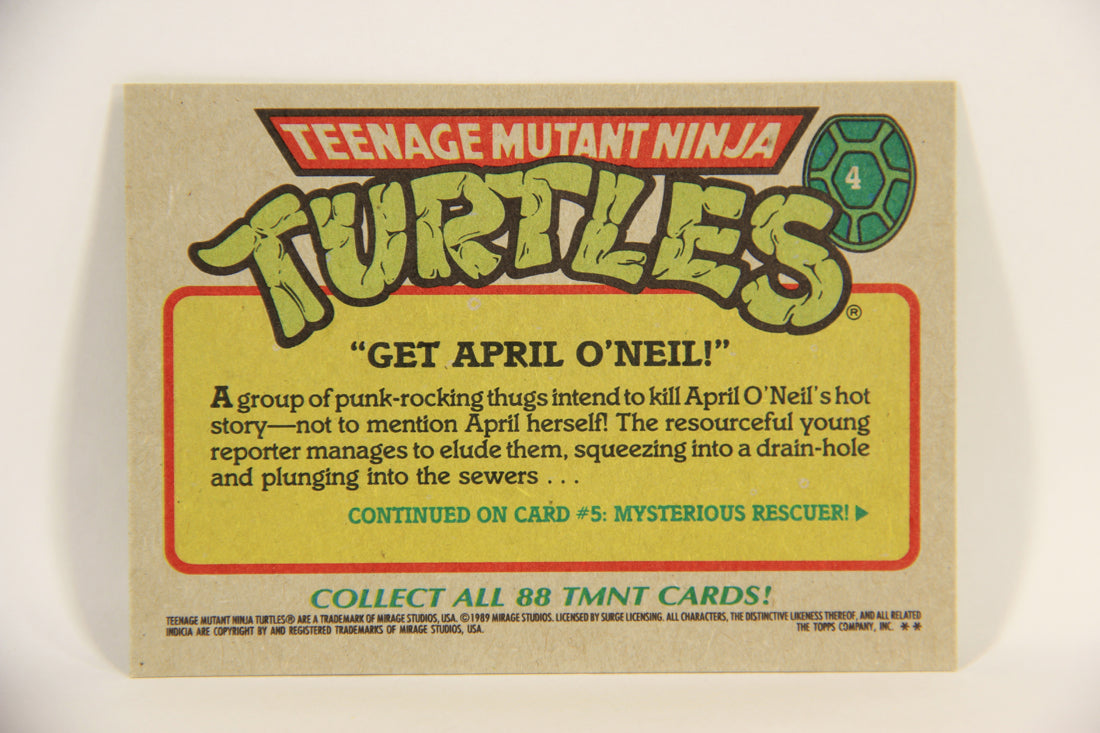 TEENAGE MUTANT NINJA
4
TURTLES®
“GET APRIL O’NEIL!”
A group of punk-rocking thugs intend to kill April O’Neil’s hot
story—not to mention April herself! The resourceful young
reporter manages to elude them, squeezing into a drain-hole
and plunging into the sewers . . .
CONTINUED ON CARD #5: MYSTERIOUS RESCUER! ▶
COLLECT ALL 88 TMNT CARDS!
TEENAGE MUTANT NINJA TURTLES® ARE A TRADEMARK OF MIRAGE STUDIOS, USA. ©1989 MIRAGE STUDIOS. LICENSED BY SURGE LICENSING. ALL CHARACTERS, THE DISTINCTIVE LIKENESS THEREOF, AND ALL RELATED
INDICIA ARE COPYRIGHT BY AND REGISTERED TRADEMARKS OF MIRAGE STUDIOS, USA. THE TOPPS COMPANY, INC. * *